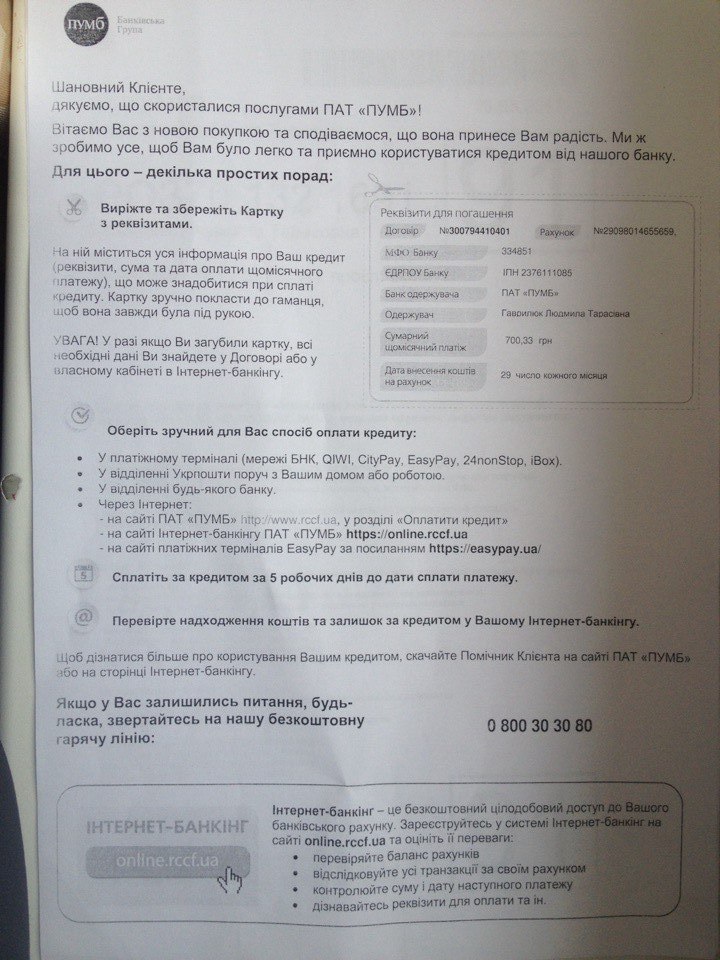 ПУМБ Банківська
Група
Шановний Клієнте,
дякуємо, що скористалися послугами ПАТ «ПУМБ»!
Вітаємо Вас з новою покупкою та сподіваємося, що вона принесе Вам радість. Ми ж
зробимо усе, щоб Вам було легко та приємно користуватися кредитом від нашого банку.
Для цього – декілька простих порад:
Виріжте та збережіть Картку
з реквізитами.
На ній міститься уся інформація про Ваш кредит
(реквізити, сума та дата оплати щомісячного
платежу), що може знадобитися при сплаті
кредиту. Картку зручно покласти до гаманця,
щоб вона завжди була під рукою.
УВАГА! У разі якщо Ви загубили картку, всі
необхідні дані Ви знайдете у Договорі або у
власному кабінеті в Інтернет-банкінгу.
Реквізити для погашення
Договір №300794410401 Рахунок №29098014655659,
МФО Банку 334851
ЄДРПОУ Банку ІПН 2376111085
Банк одержувача ПАТ «ПУМБ»
Одержувач Гаврилюк Людмила Тарасівна
Сумарний
щомісячний платіж 700,33 грн
Дата внесення коштів
на рахунок 29 число кожного місяця
Оберіть зручний для Вас спосіб оплати кредиту:
• У платіжному терміналі (мережі БНК, QIWI, CityPay, EasyPay, 24nonStop, iBox).
• У відділенні Укрпошти поруч з Вашим домом або роботою.
• У відділенні будь-якого банку.
• Через Інтернет:
- на сайті ПАТ «ПУМБ» http://www.rccf.ua, у розділі «Оплатити кредит»
- на сайті Інтернет-банкінгу ПАТ «ПУМБ» https://online.rccf.ua
- на сайті платіжних терміналів EasyPay за посиланням https://easypay.ua/
5 Сплатіть за кредитом за 5 робочих днів до дати сплати платежу.
@ Перевірте надходження коштів та залишок за кредитом у Вашому Інтернет-банкінгу.
Щоб дізнатися більше про користування Вашим кредитом, скачайте Помічник Клієнта на сайті ПАТ «ПУМБ»
або на сторінці Інтернет-банкінгу.
Якщо у Вас залишились питання, будь-
ласка, звертайтесь на нашу безкоштовну
гарячу лінію:
0 800 30 30 80
ІНТЕРНЕТ-БАНКІНГ
online.rccf.ua
Інтернет-банкінг – це безкоштовний цілодобовий доступ до Вашого
банківського рахунку. Зареєструйтесь у системі Інтернет-банкінг на
сайті online.rccf.ua та оцініть її переваги:
• перевіряйте баланс рахунків
• відслідковуйте усі транзакції за своїм рахунком
• контролюйте суму і дату наступного платежу
• дізнавайтесь реквізити для оплати та ін.